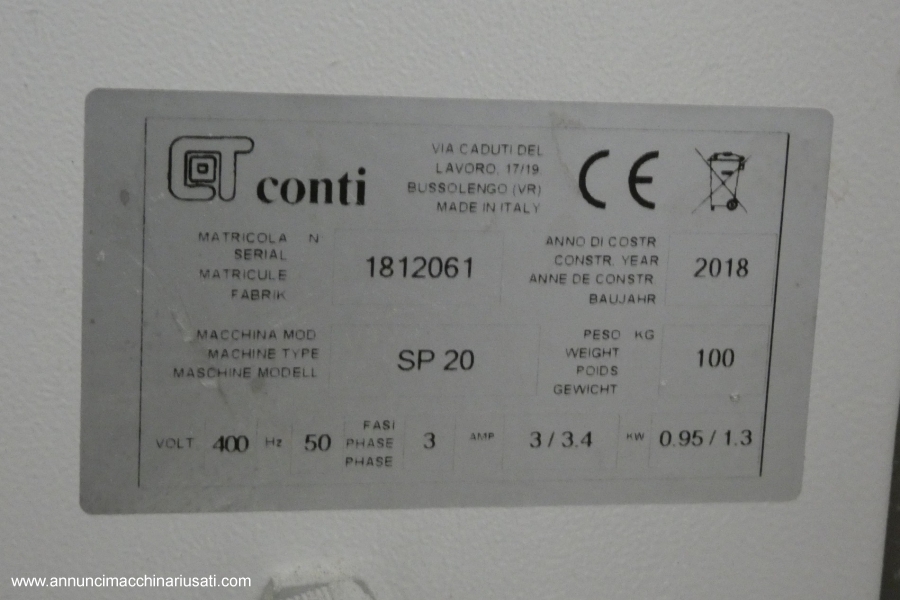 CT conti
VIA CADUTI DEL
LAVORO, 17/19
BUSSOLENGO (VR)
MADE IN ITALY
CE
MATRICOLA N
SERIAL
MATRICULE
FABRIK
1812061
ANNO DI COSTR.
CONSTR. YEAR
ANNE DE CONSTR.
BAUJAHR
2018
MACCHINA MOD
MACHINE TYPE
MASCHINE MODELL
SP 20
PESO KG
WEIGHT
POIDS
GEWICHT
100
VOLT 400 Hz 50
FASI
PHASE
PHASE
3 AMP 3 / 3.4 KW 0.95 / 1.3
www.annuncimacchinariusati.com